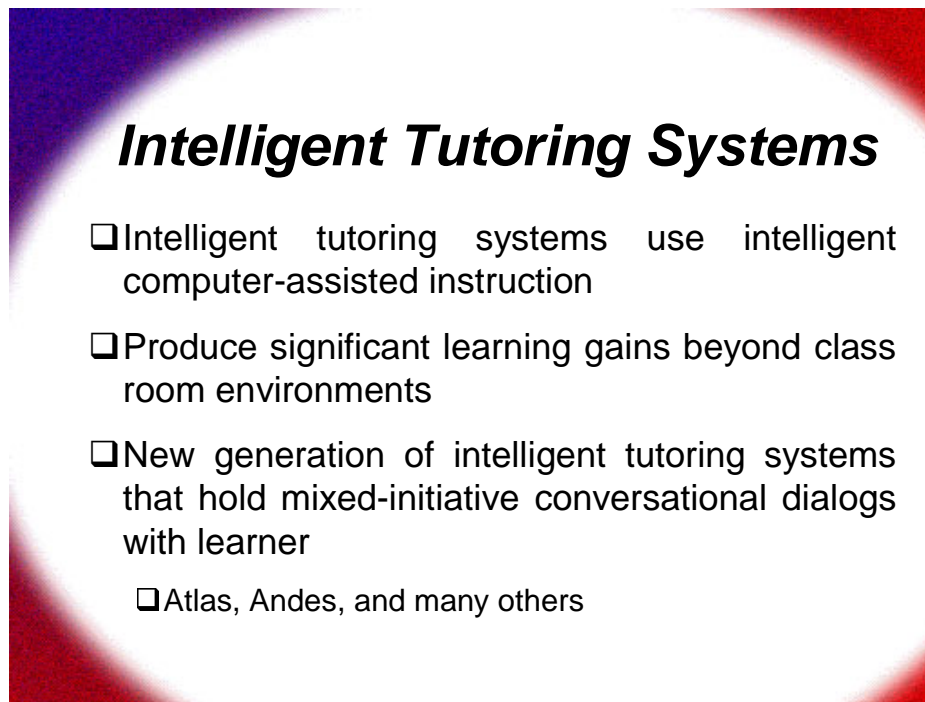 Intelligent Tutoring Systems
❑Intelligent tutoring systems use intelligent
computer-assisted instruction
❑Produce significant learning gains beyond class
room environments
❑New generation of intelligent tutoring systems
that hold mixed-initiative conversational dialogs
with learner
❑Atlas, Andes, and many others